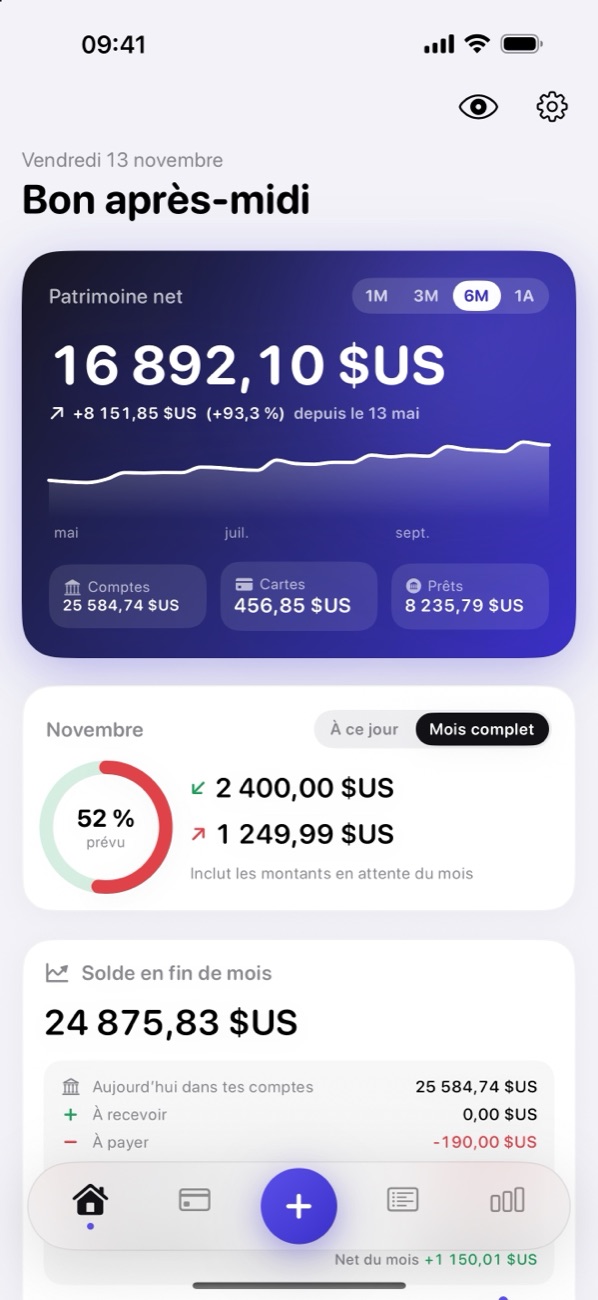 09:41
Vendredi 13 novembre
Bon après-midi
Patrimoine net
1M 3M 6M 1A
16 892,10 $US
+8 151,85 $US (+93,3 %) depuis le 13 mai
mai juil. sept.
Comptes
25 584,74 $US
Cartes
456,85 $US
Prêts
8 235,79 $US
Novembre
À ce jour Mois complet
52 %
prévu
2 400,00 $US
1 249,99 $US
Inclut les montants en attente du mois
Solde en fin de mois
24 875,83 $US
Aujourd'hui dans tes comptes 25 584,74 $US
+ À recevoir 0,00 $US
− À payer -190,00 $US
Net du mois +1 150,01 $US